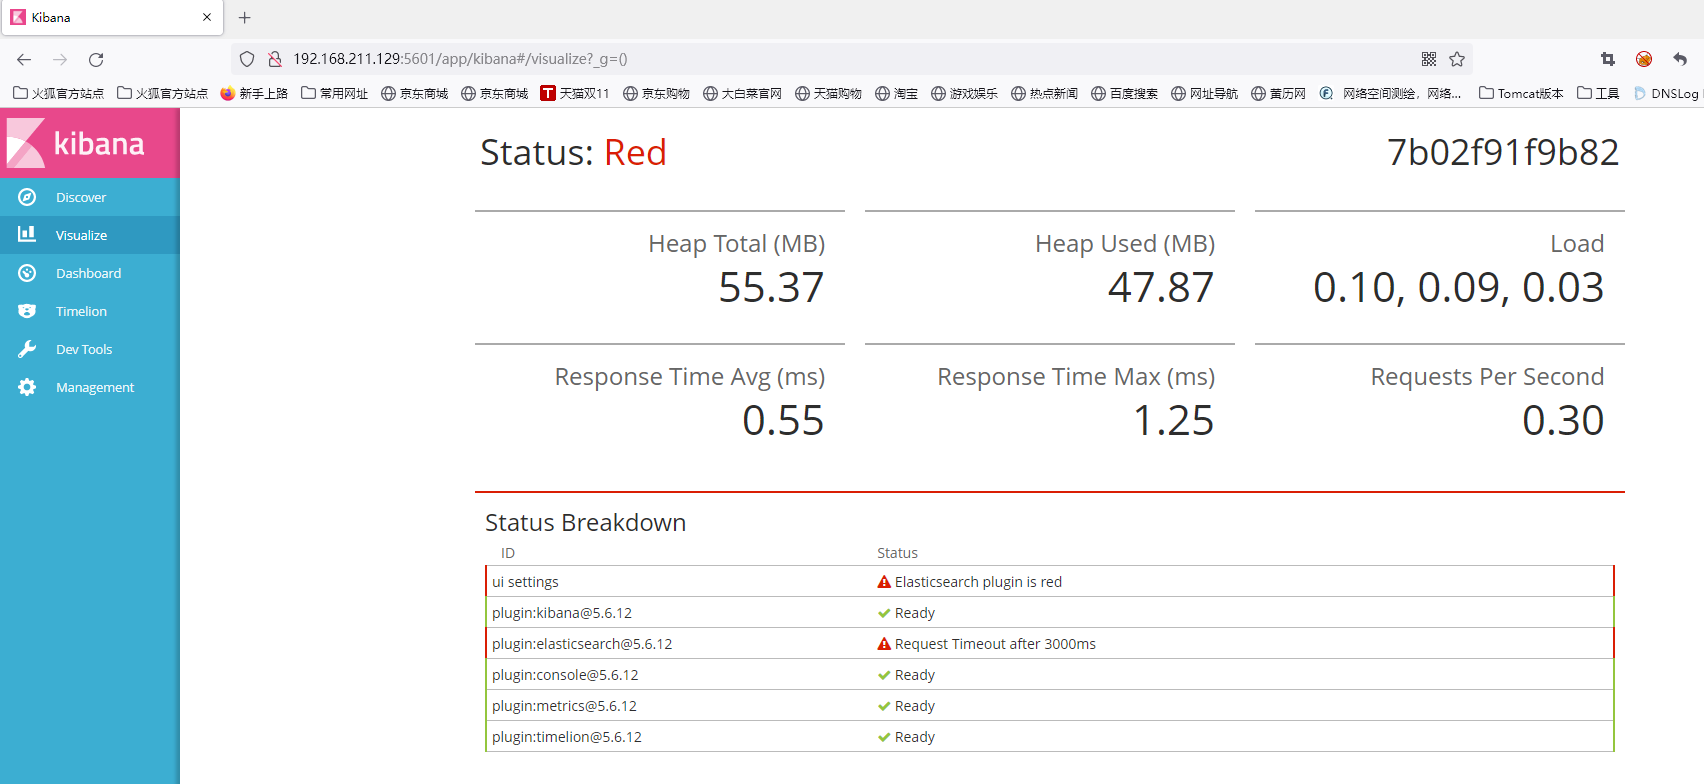 Kibana
192.168.211.129:5601/app/kibana#/visualize?_g=()
火狐官方站点 火狐官方站点 新手上路 常用网址 京东商城 京东商城 天猫双11 京东购物 大白菜官网 天猫购物 淘宝 游戏娱乐 热点新闻 百度搜索 网址导航 黄历网 网络空间测绘，网络... Tomcat版本 工具 DNSLog
kibana
Discover
Visualize
Dashboard
Timelion
Dev Tools
Management
Status: Red 7b02f91f9b82
Heap Total (MB) Heap Used (MB) Load
55.37 47.87 0.10, 0.09, 0.03
Response Time Avg (ms) Response Time Max (ms) Requests Per Second
0.55 1.25 0.30
Status Breakdown
ID Status
ui settings Elasticsearch plugin is red
plugin:kibana@5.6.12 Ready
plugin:elasticsearch@5.6.12 Request Timeout after 3000ms
plugin:console@5.6.12 Ready
plugin:metrics@5.6.12 Ready
plugin:timelion@5.6.12 Ready